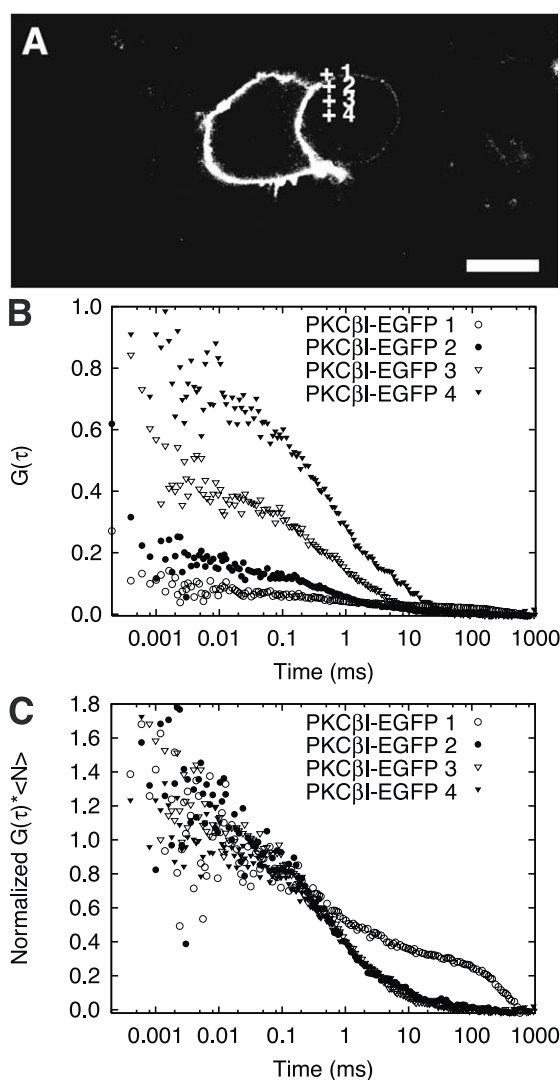 A
1
2
3
4
B
1.0
0.8
0.6
0.4
0.2
0.0
G(τ)
PKCβI-EGFP 1
PKCβI-EGFP 2
PKCβI-EGFP 3
PKCβI-EGFP 4
0.001 0.01 0.1 1 10 100 1000
Time (ms)
C
1.8
1.6
1.4
1.2
1.0
0.8
0.6
0.4
0.2
0.0
Normalized G(τ)*<N>
PKCβI-EGFP 1
PKCβI-EGFP 2
PKCβI-EGFP 3
PKCβI-EGFP 4
0.001 0.01 0.1 1 10 100 1000
Time (ms)